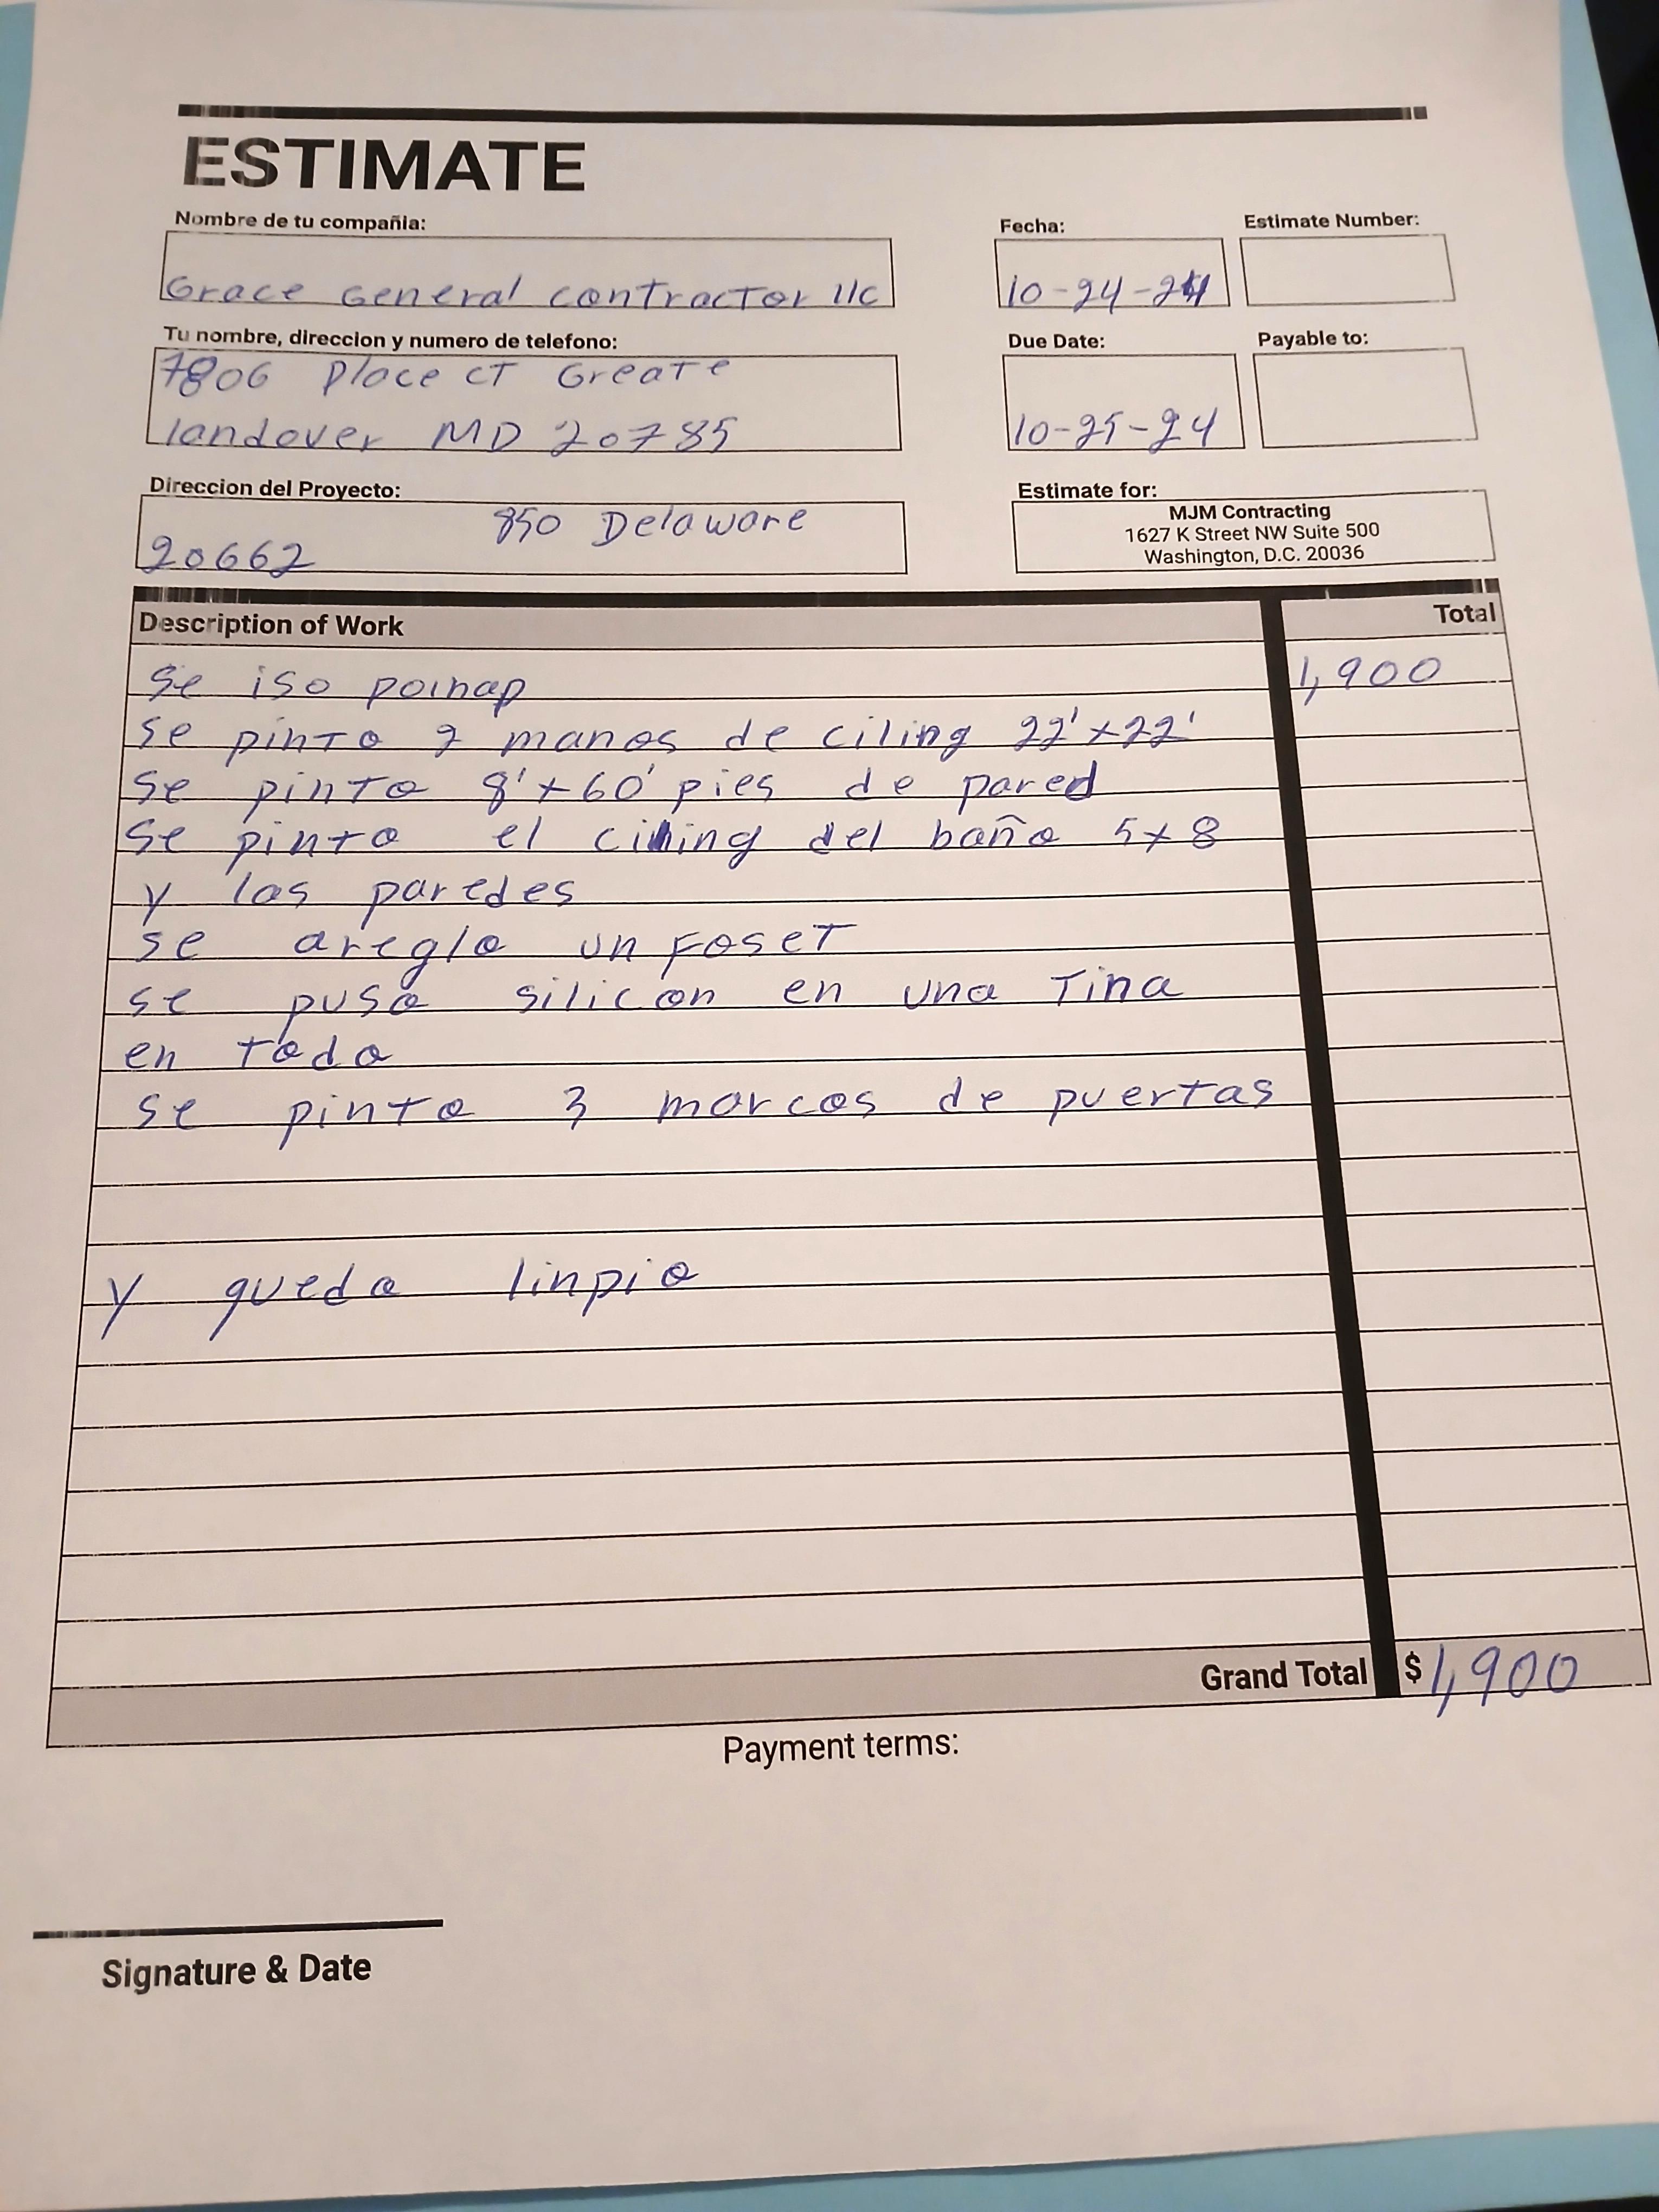 ESTIMATE
Nombre de tu compañia:
Grace General contractor llc
Fecha:
10-24-24
Estimate Number:
Tu nombre, direccion y numero de telefono:
7806 Place CT Greate
landover MD 20785
Due Date:
10-25-24
Payable to:
Direccion del Proyecto:
850 Delaware
20662
Estimate for:
MJM Contracting
1627 K Street NW Suite 500
Washington, D.C. 20036
Description of Work Total
Se iso poinap 1,900
se pinto 2 manos de ciling 22'x22'
se pinto 8'x60' pies de pared
se pinto el ciling del baño 5x8
y las paredes
se areglo un Foset
se puso silicon en una Tina
en Todo
se pinto 3 marcos de puertas
y queda linpio
Grand Total $1,900
Payment terms:
Signature & Date